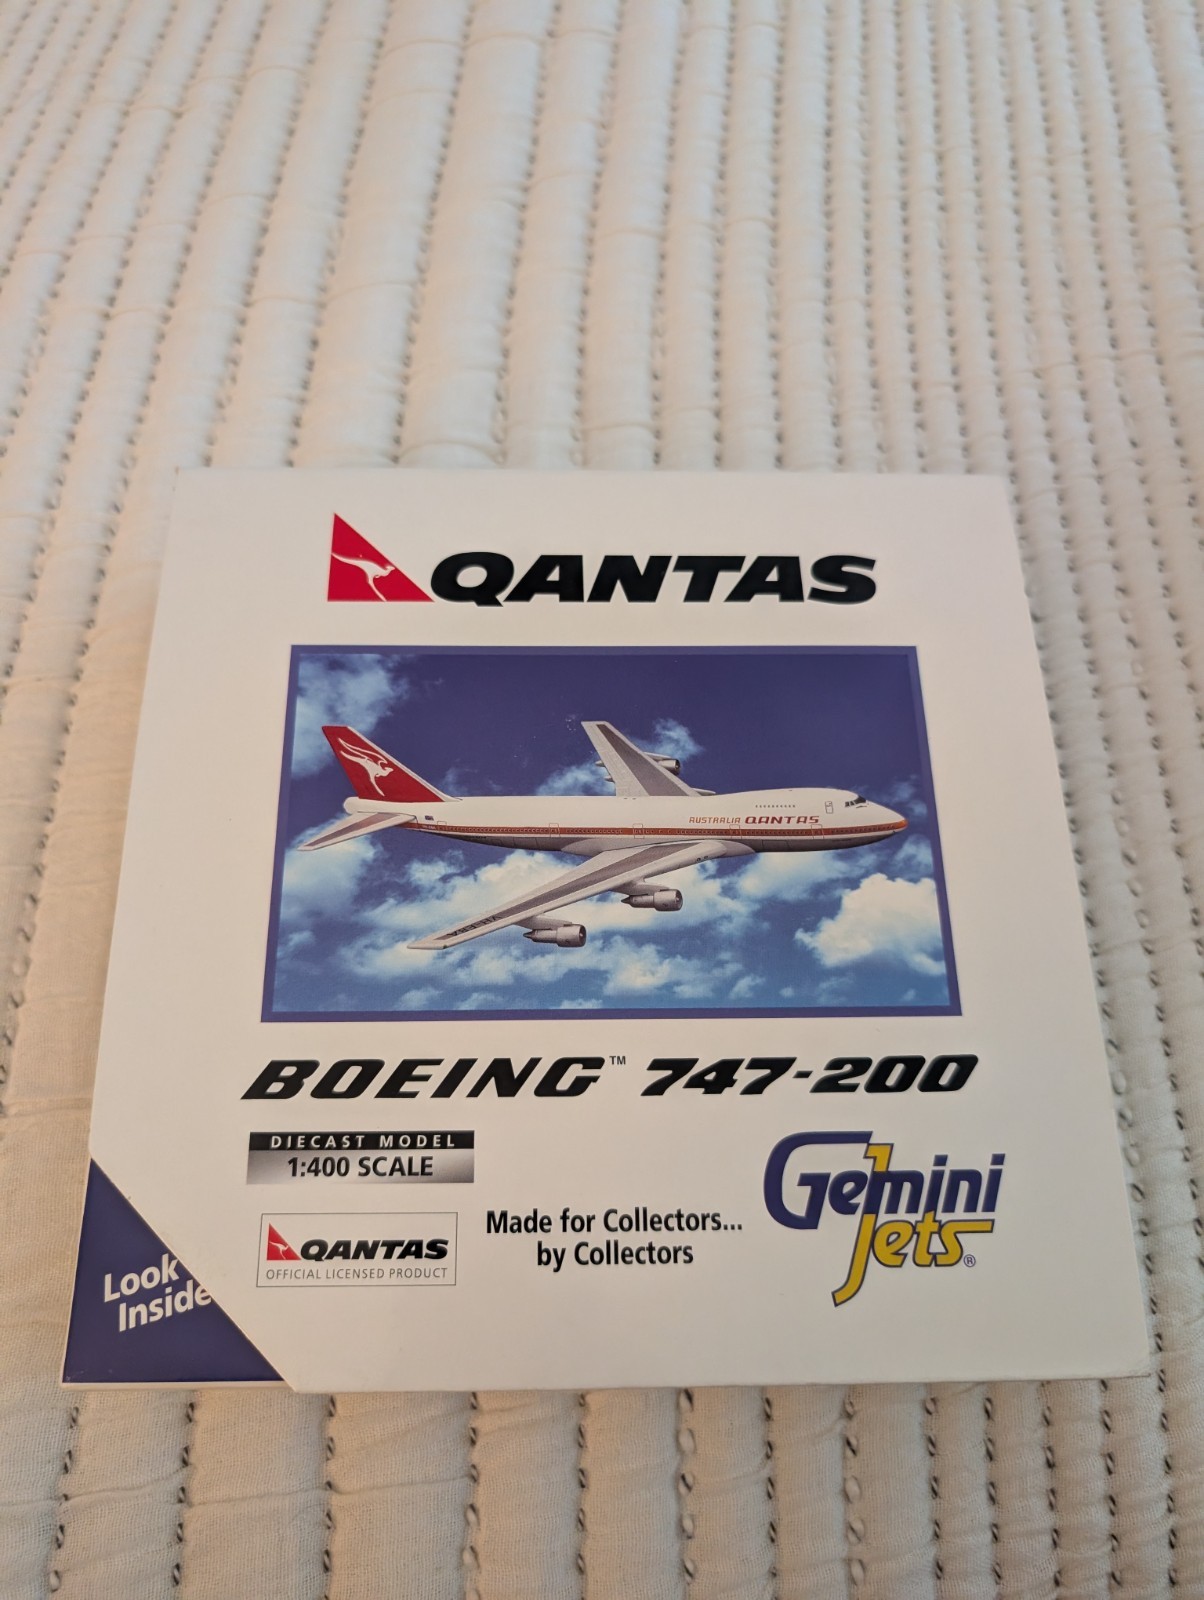 QANTAS
AUSTRALIA QANTAS
BOEING™ 747-200
DIECAST MODEL
1:400 SCALE
QANTAS
OFFICIAL LICENSED PRODUCT
Made for Collectors...
by Collectors
Gemini
Jets®
Look
Inside